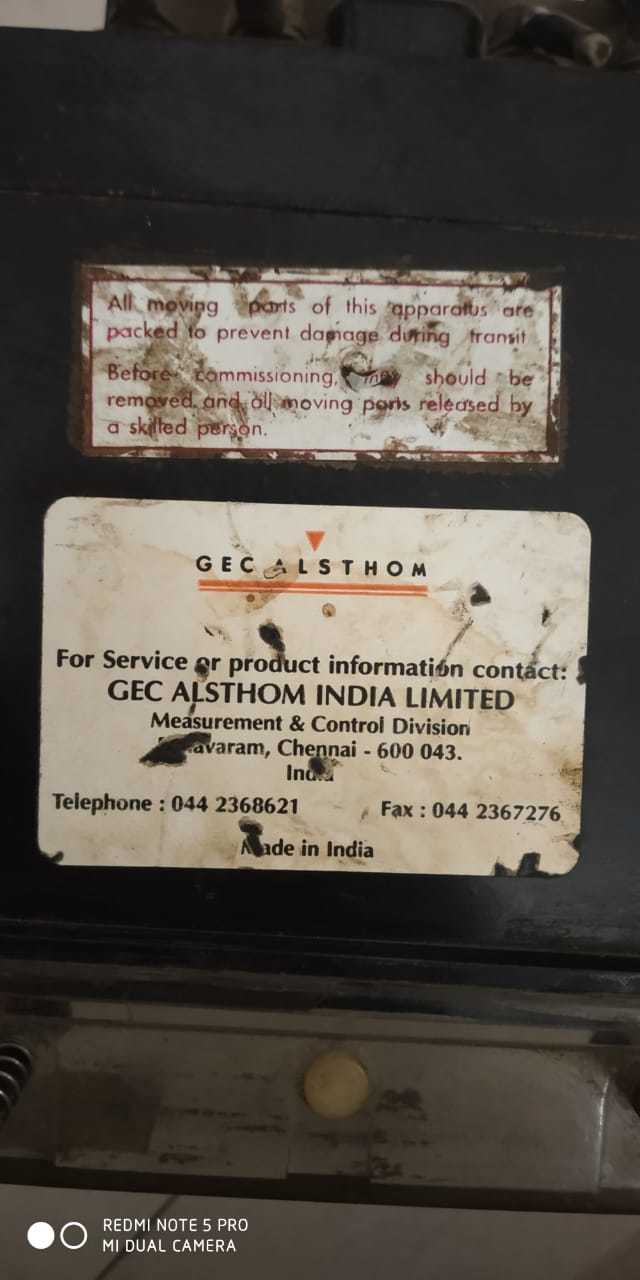 All moving parts of this apparatus are
packed to prevent damage during transit
Before commissioning, should be
removed and all moving parts released by
a skilled person.
GEC ALSTHOM
For Service or product information contact:
GEC ALSTHOM INDIA LIMITED
Measurement & Control Division
Chennai - 600 043.
India
Telephone : 044 2368621 Fax : 044 2367276
Made in India
REDMI NOTE 5 PRO
MI DUAL CAMERA